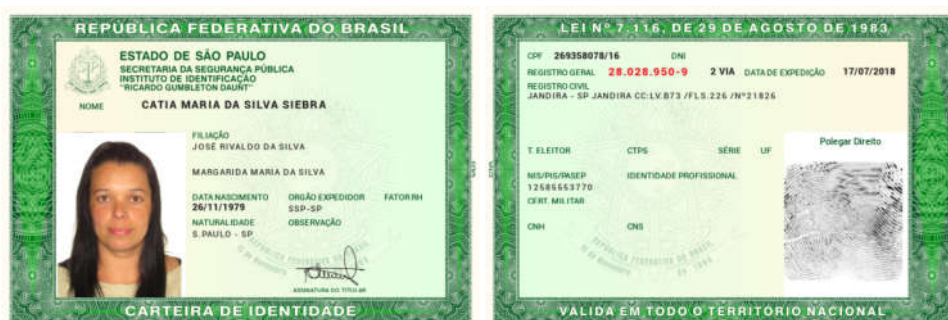 REPÚBLICA FEDERATIVA DO BRASIL
ESTADO DE SÃO PAULO
SECRETARIA DA SEGURANÇA PÚBLICA
INSTITUTO DE IDENTIFICAÇÃO
"RICARDO GUMBLETON DAUNT"
NOME CATIA MARIA DA SILVA SIEBRA
FILIAÇÃO
JOSÉ RIVALDO DA SILVA
MARGARIDA MARIA DA SILVA
DATA NASCIMENTO ORGÃO EXPEDIDOR FATOR RH
26/11/1979 SSP-SP
NATURALIDADE OBSERVAÇÃO
S.PAULO - SP
ASSINATURA DO TITULAR
CARTEIRA DE IDENTIDADE
LEI Nº 7.116, DE 29 DE AGOSTO DE 1983
CPF 269358078/16 DNI
REGISTRO GERAL 28.028.950-9 2 VIA DATA DE EXPEDIÇÃO 17/07/2018
REGISTRO CIVIL
JANDIRA - SP JANDIRA CC:LV.B73 /FLS.226 /Nº21826
Polegar Direito
T. ELEITOR CTPS SÉRIE UF
NIS/PIS/PASEP IDENTIDADE PROFISSIONAL
12585553770
CERT. MILITAR
CNH CNS
VALIDA EM TODO O TERRITORIO NACIONAL